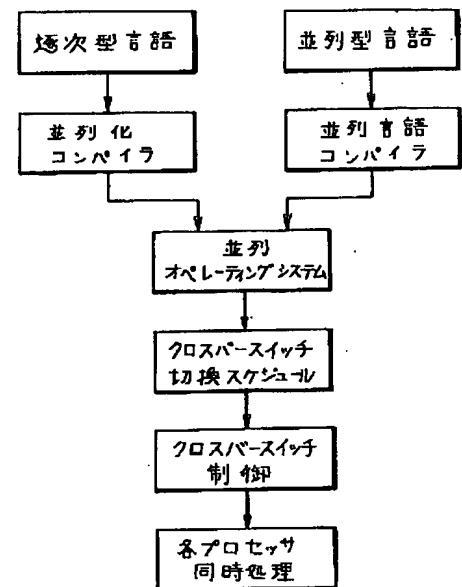 逐次型言語
並列型言語
並列化
コンパイラ
並列言語
コンパイラ
並列
オペレーティングシステム
クロスバースイッチ
切換スケジュール
クロスバースイッチ
制御
各プロセッサ
同時処理